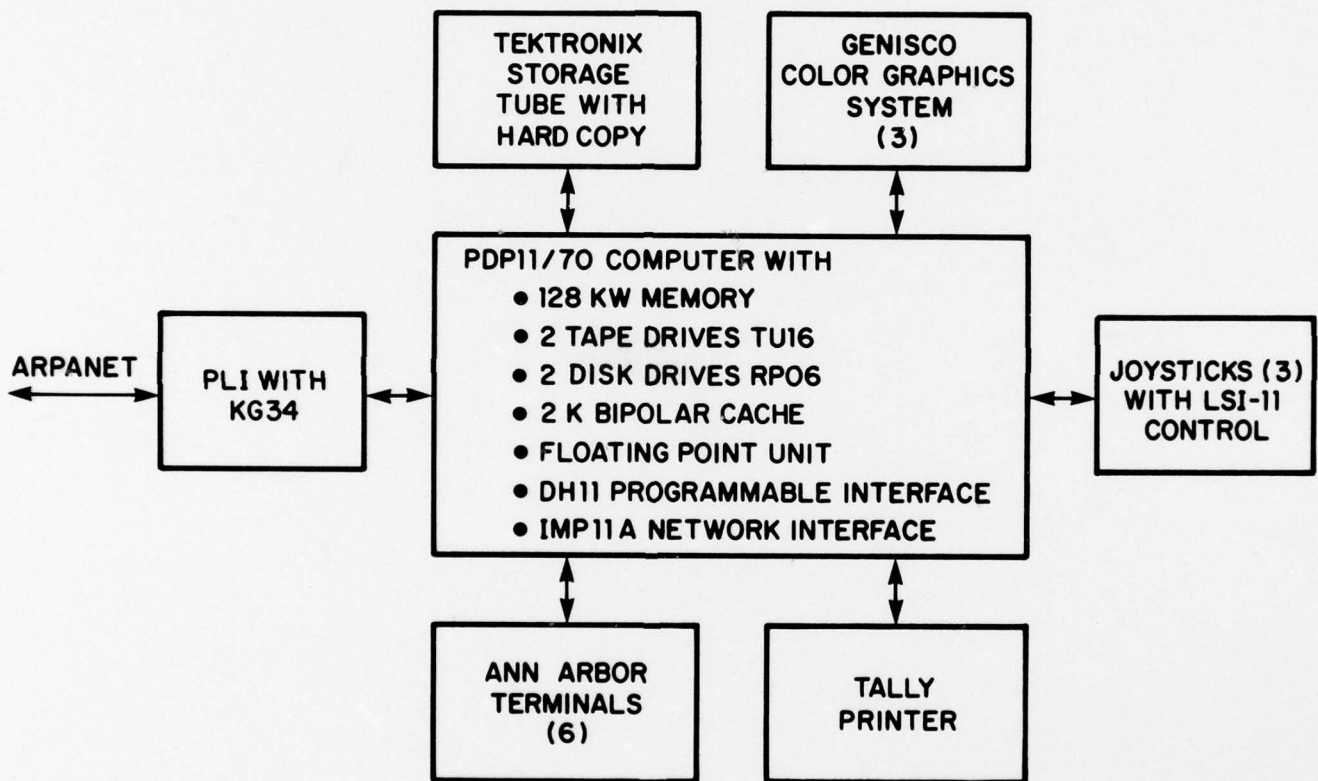 TEKTRONIX
STORAGE
TUBE WITH
HARD COPY
GENISCO
COLOR GRAPHICS
SYSTEM
(3)
PDP11/70 COMPUTER WITH
• 128 KW MEMORY
• 2 TAPE DRIVES TU16
• 2 DISK DRIVES RP06
• 2 K BIPOLAR CACHE
• FLOATING POINT UNIT
• DH11 PROGRAMMABLE INTERFACE
• IMP11A NETWORK INTERFACE
ARPANET
PLI WITH
KG34
JOYSTICKS (3)
WITH LSI-11
CONTROL
ANN ARBOR
TERMINALS
(6)
TALLY
PRINTER